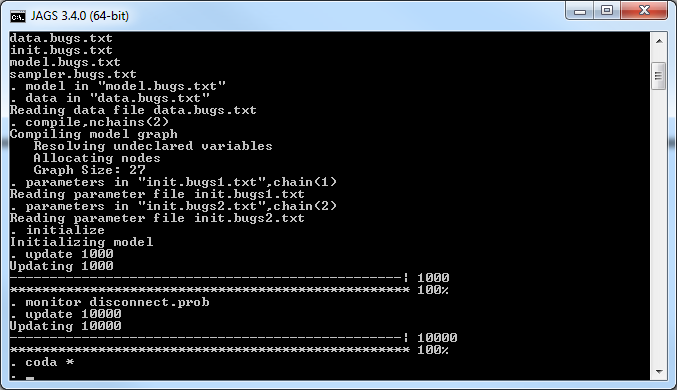 JAGS 3.4.0 (64-bit)
data.bugs.txt
init.bugs.txt
model.bugs.txt
sampler.bugs.txt
. model in "model.bugs.txt"
. data in "data.bugs.txt"
Reading data file data.bugs.txt
. compile,nchains(2)
Compiling model graph
   Resolving undeclared variables
   Allocating nodes
   Graph Size: 27
. parameters in "init.bugs1.txt",chain(1)
Reading parameter file init.bugs1.txt
. parameters in "init.bugs2.txt",chain(2)
Reading parameter file init.bugs2.txt
. initialize
Initializing model
. update 1000
Updating 1000
-------------------------------------------------| 1000
************************************************** 100%
. monitor disconnect.prob
. update 10000
Updating 10000
-------------------------------------------------| 10000
************************************************** 100%
. coda *
. _